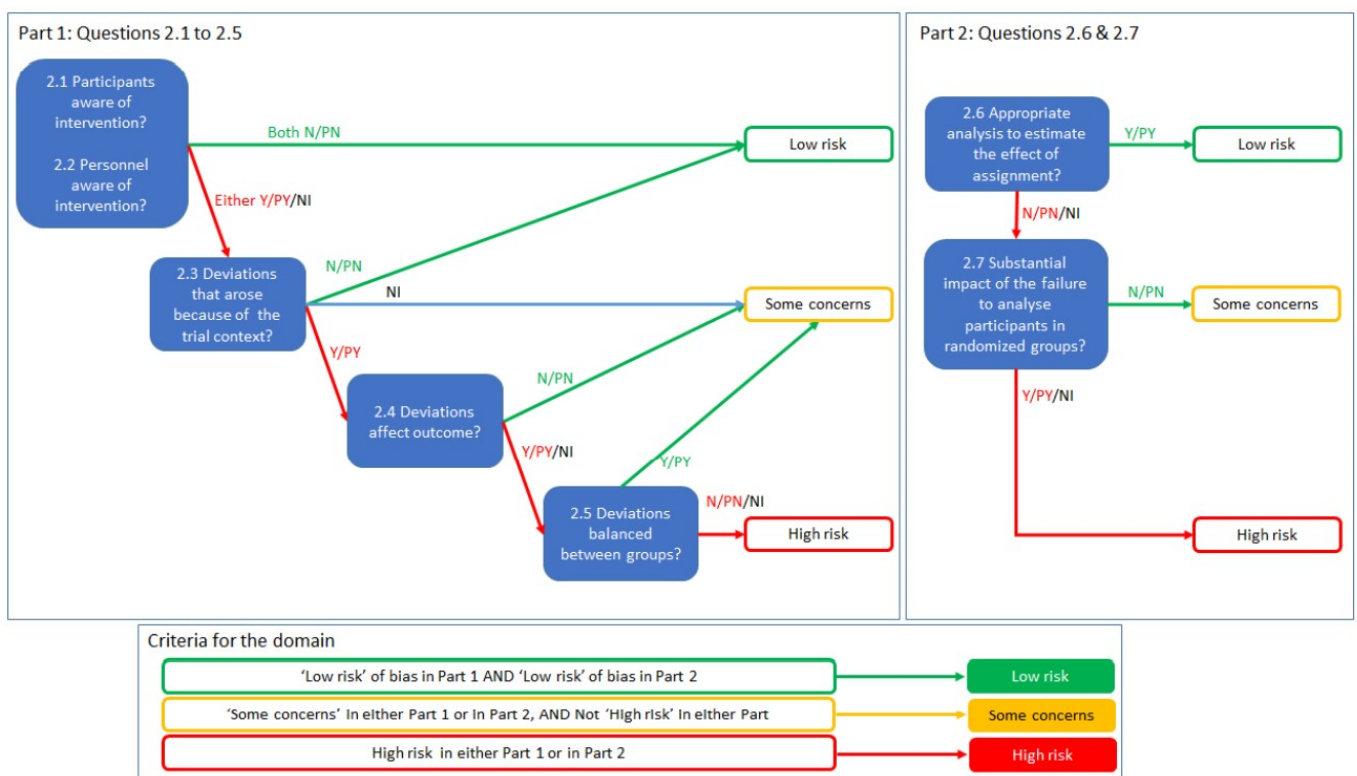 Part 1: Questions 2.1 to 2.5
2.1 Participants
aware of
intervention?
2.2 Personnel
aware of
intervention?
Both N/PN
Low risk
Either Y/PY/NI
2.3 Deviations
that arose
because of the
trial context?
N/PN
NI
Some concerns
Y/PY
2.4 Deviations
affect outcome?
N/PN
Y/PY/NI
Y/PY
2.5 Deviations
balanced
between groups?
N/PN/NI
High risk
Part 2: Questions 2.6 & 2.7
2.6 Appropriate
analysis to estimate
the effect of
assignment?
Y/PY
Low risk
N/PN/NI
2.7 Substantial
impact of the failure
to analyse
participants in
randomized groups?
N/PN
Some concerns
Y/PY/NI
High risk
Criteria for the domain
‘Low risk’ of bias in Part 1 AND ‘Low risk’ of bias in Part 2
Low risk
‘Some concerns’ in either Part 1 or in Part 2, AND Not ‘High risk’ in either Part
Some concerns
High risk in either Part 1 or in Part 2
High risk